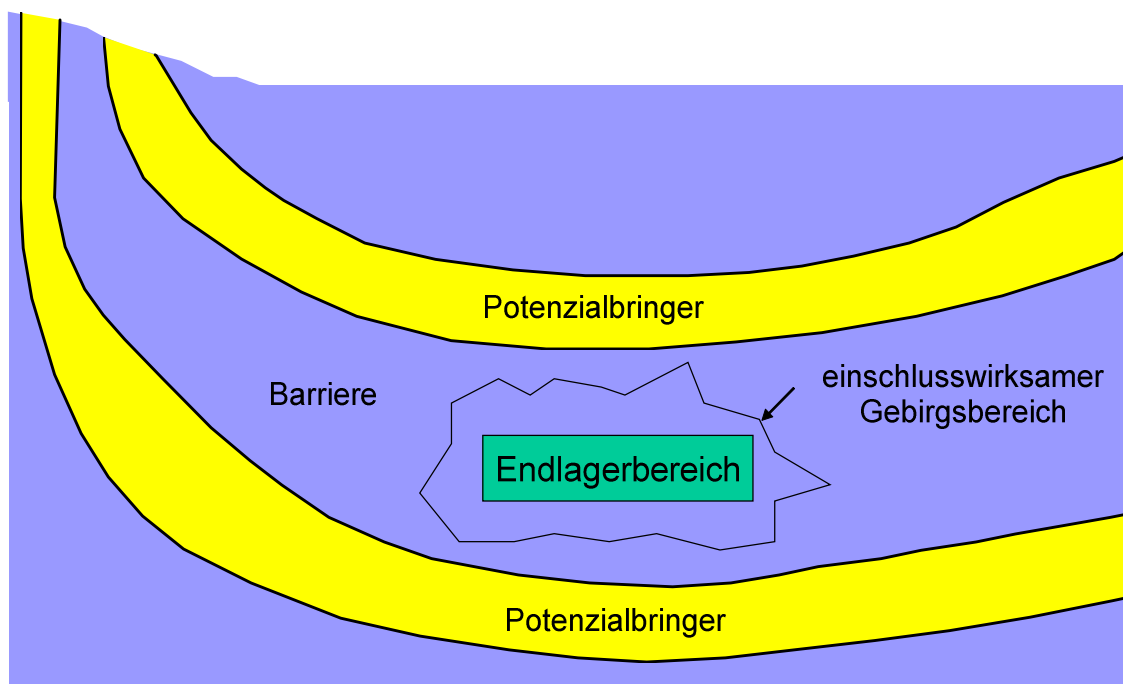 Potenzialbringer
einschlusswirksamer
Gebirgsbereich
Barriere
Endlagerbereich
Potenzialbringer